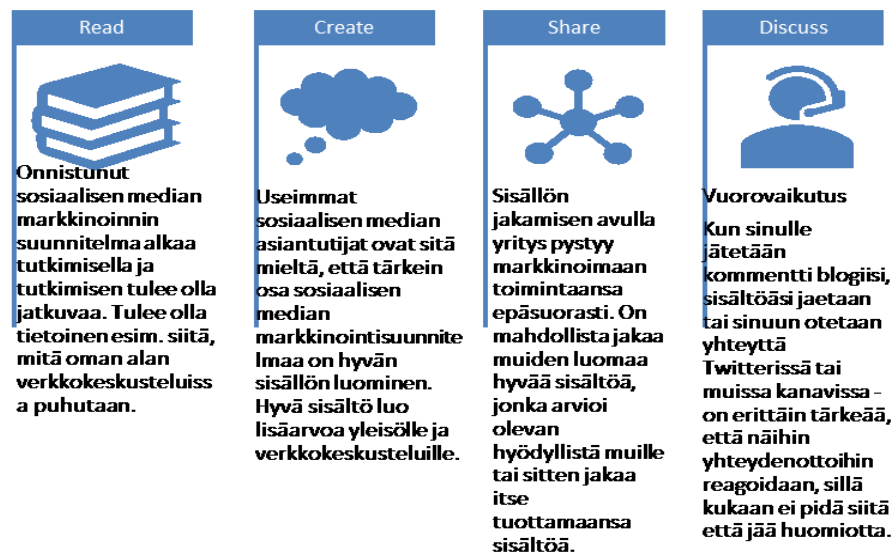 Read
Onnistunut
sosiaalisen median
markkinoinnin
suunnitelma alkaa
tutkimisella ja
tutkimisen tulee olla
jatkuvaa. Tulee olla
tietoinen esim. siitä,
mitä oman alan
verkkokeskusteluiss
a puhutaan.
Create
Useimmat
sosiaalisen median
asiantutijat ovat sitä
mieltä, että tärkein
osa sosiaalisen
median
markkinointisuunnite
lmaa on hyvän
sisällön luominen.
Hyvä sisältö luo
lisäarvoa yleisölle ja
verkkokeskusteluille.
Share
Sisällön
jakamisen avulla
yritys pystyy
markkinoimaan
toimintaansa
epäsuorasti. On
mahdollista jakaa
muiden luomaa
hyvää sisältöä,
jonka arvioi
olevan
hyödyllistä muille
tai sitten jakaa
itse
tuottamaansa
sisältöä.
Discuss
Vuorovaikutus
Kun sinulle
jätetään
kommentti blogiisi,
sisältöäsi jaetaan
tai sinuun otetaan
yhteyttä
Twitterissä tai
muissa kanavissa -
on erittäin tärkeää,
että näihin
yhteydenottoihin
reagoidaan, sillä
kukaan ei pidä siitä
että jää huomiotta.